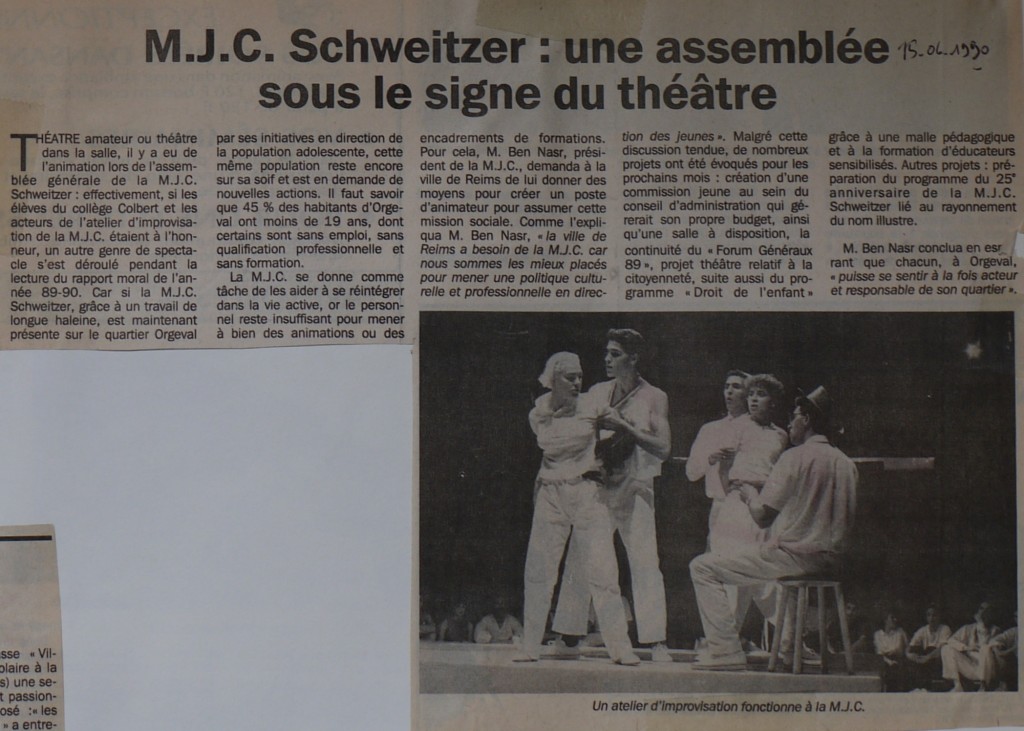 M.J.C. Schweitzer : une assemblée
sous le signe du théâtre
THÉATRE amateur ou théâtre
dans la salle, il y a eu de
l'animation lors de l'assem-
blée générale de la M.J.C.
Schweitzer : effectivement, si les
élèves du collège Colbert et les
acteurs de l'atelier d'improvisa-
tion de la M.J.C. étaient à l'hon-
neur, un autre genre de specta-
cle s'est déroulé pendant la
lecture du rapport moral de l'an-
née 89-90. Car si la M.J.C.
Schweitzer, grâce à un travail de
longue haleine, est maintenant
présente sur le quartier Orgeval
par ses initiatives en direction de
la population adolescente, cette
même population reste encore
sur sa soif et est en demande de
nouvelles actions. Il faut savoir
que 45 % des habitants d'Orge-
val ont moins de 19 ans, dont
certains sont sans emploi, sans
qualification professionnelle et
sans formation.
La M.J.C. se donne comme
tâche de les aider à se réintégrer
dans la vie active, or le person-
nel reste insuffisant pour mener
à bien des animations ou des
encadrements de formations.
Pour cela, M. Ben Nasr, prési-
dent de la M.J.C., demanda à la
ville de Reims de lui donner des
moyens pour créer un poste
d'animateur pour assumer cette
mission sociale. Comme l'expli-
qua M. Ben Nasr, « la ville de
Reims a besoin de la M.J.C. car
nous sommes les mieux placés
pour mener une politique cultu-
relle et professionnelle en direc-
tion des jeunes ». Malgré cette
discussion tendue, de nombreux
projets ont été évoqués pour les
prochains mois : création d'une
commission jeune au sein du
conseil d'administration qui gé-
rerait son propre budget, ainsi
qu'une salle à disposition, la
continuité du « Forum Généraux
89 », projet théâtre relatif à la
citoyenneté, suite aussi du pro-
gramme « Droit de l'enfant »
grâce à une malle pédagogique
et à la formation d'éducateurs
sensibilisés. Autres projets : pré-
paration du programme du 25°
anniversaire de la M.J.C.
Schweitzer lié au rayonnement
du nom illustre.
M. Ben Nasr conclua en es
rant que chacun, à Orgeval,
« puisse se sentir à la fois acteur
et responsable de son quartier ».
Un atelier d'improvisation fonctionne à la M.J.C.
sse « Vil-
olaire à la
s) une se-
t passion-
osé : « les
» a entre-